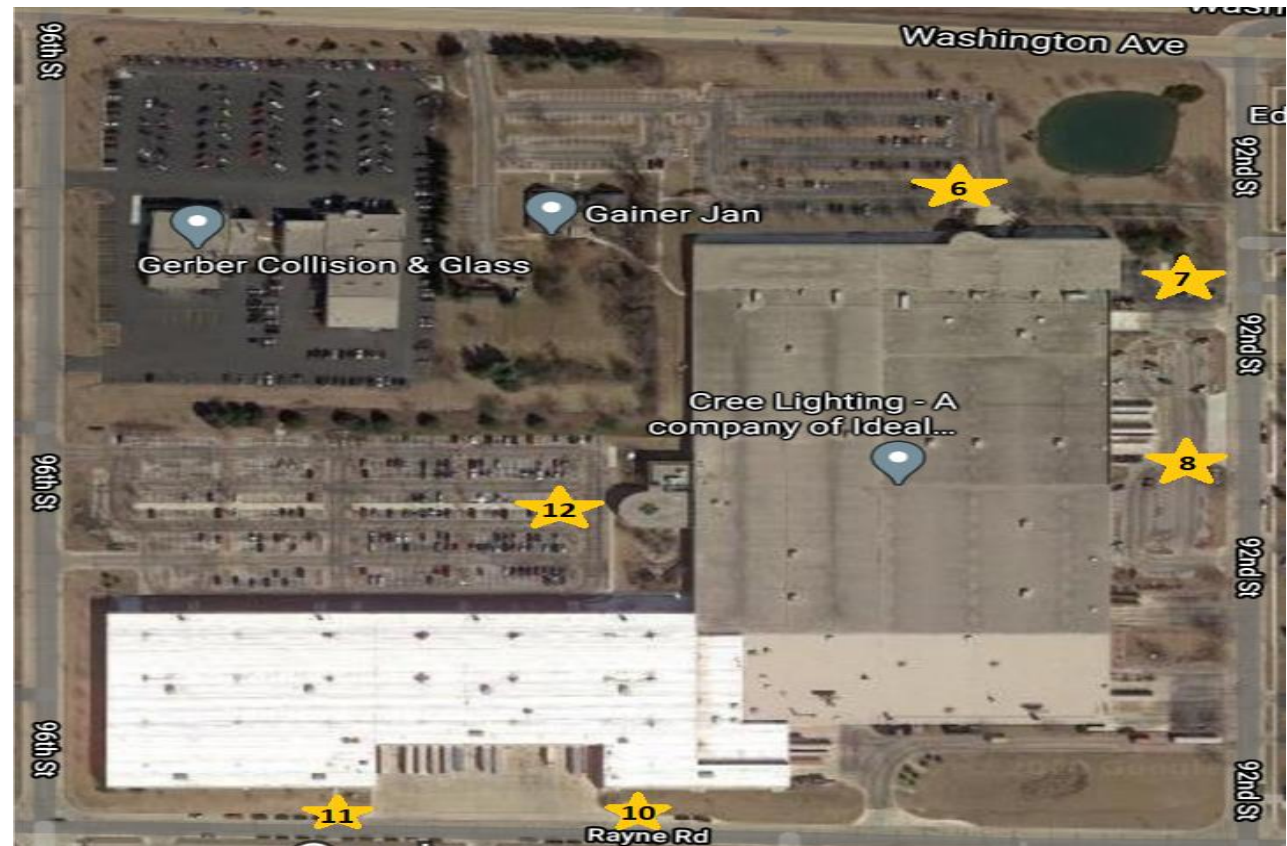 Washington Ave
96th St
Ed
92nd St
6
Gainer Jan
Gerber Collision & Glass
7
92nd St
Cree Lighting - A
company of Ideal...
96th St
8
12
92nd St
96th St
92nd St
11
10
Rayne Rd